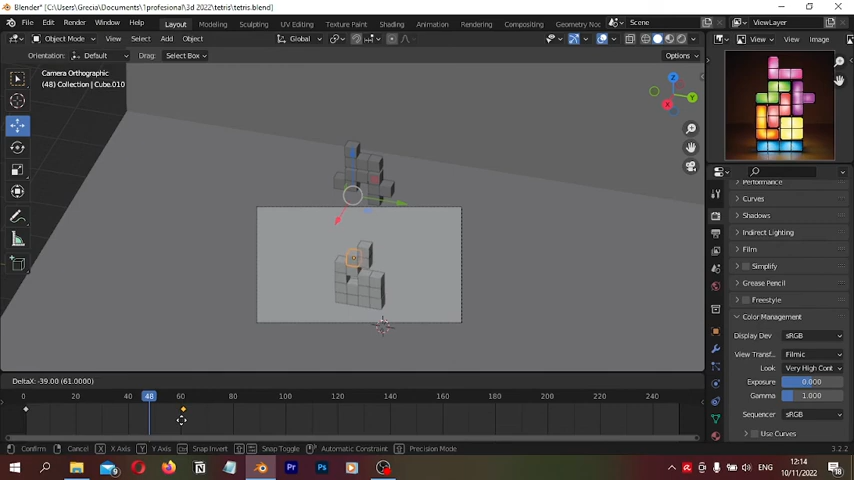 Blender* [C:\Users\Grecia\1profesional\3d 2022\tetris\tetris.blend]
File Edit Render Window Help Layout Modeling Sculpting UV Editing Texture Paint Shading Animation Rendering Compositing Geometry No Scene ViewLayer
Object Mode View Select Add Object Global View Image
Orientation: Default Drag: Select Box Options
Camera Orthographic
(48) Collection | Cube.010
Z
Y
X
Performance
Curves
Shadows
Indirect Lighting
Film
Simplify
Grease Pencil
Freestyle
Color Management
Display Dev sRGB
View Transf.. Filmic
Look Very High Cont
Exposure 0.000
Gamma 1.000
Sequencer sRGB
Use Curves
DeltaX: -39.00 (61.0000)
0 20 48 60 80 100 120 140 160 180 200 220 240
Confirm Cancel X X Axis Y Y Axis Ctrl Snap Invert Snap Toggle Automatic Constraint Precision Mode 3.2.2
Pr Ps ENG 12:14 10/11/2022 18